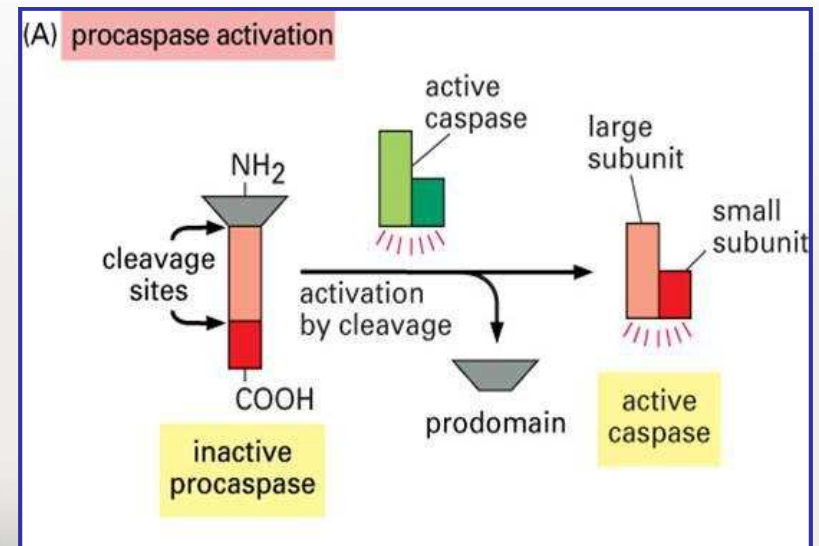 (A) procaspase activation
active
caspase
large
subunit
NH2
small
subunit
cleavage
sites
activation
by cleavage
COOH
prodomain
active
caspase
inactive
procaspase